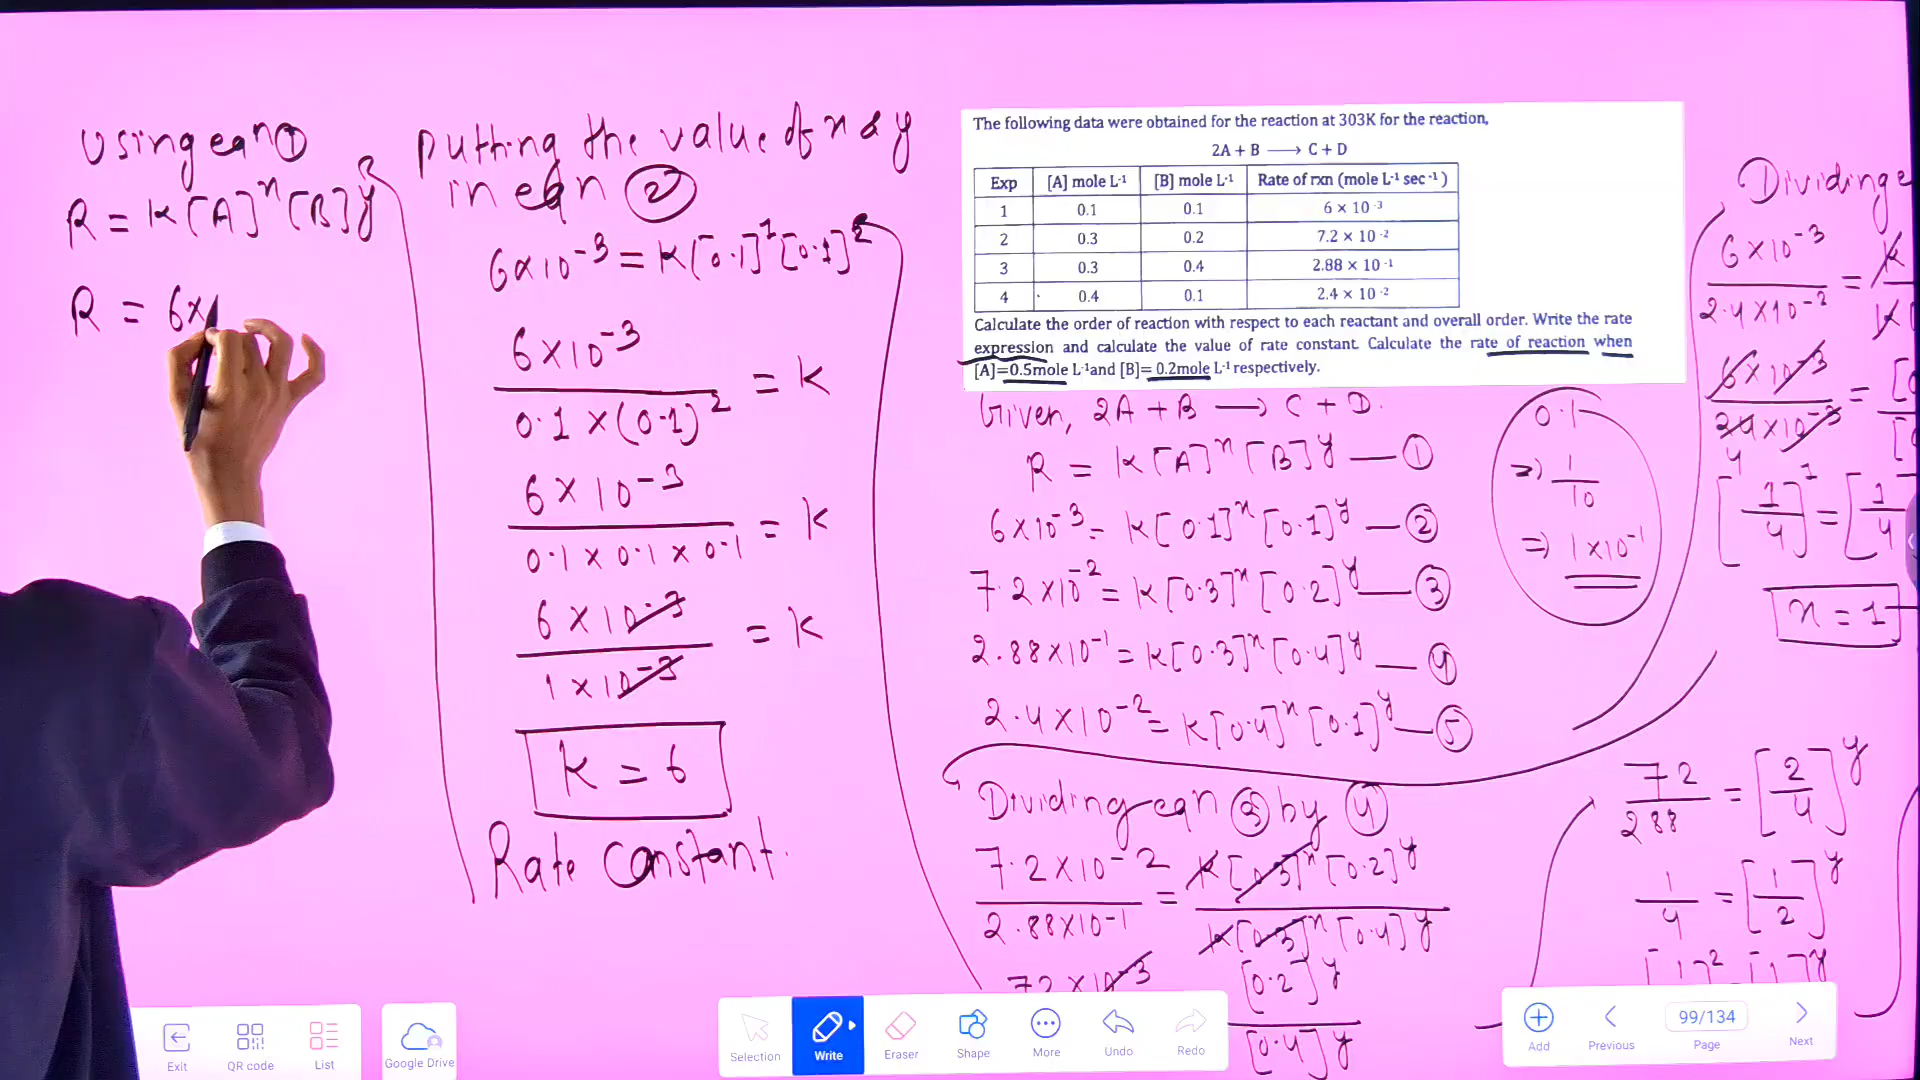 Using eqn ①
R = K[A]^x [B]^y
R = 6×
Putting the value of x & y
in eqn ②
6×10^-3 = K[0.1]^1 [0.1]^2
6×10^-3
0.1 × (0.1)^2 = K
6×10^-3
0.1 × 0.1 × 0.1 = K
6×10^-3
1×10^-3 = K
K = 6
Rate Constant.
The following data were obtained for the reaction at 303K for the reaction,
2A + B ⟶ C + D
Exp [A] mole L-1 [B] mole L-1 Rate of rxn (mole L-1 sec-1)
1 0.1 0.1 6 × 10-3
2 0.3 0.2 7.2 × 10-2
3 0.3 0.4 2.88 × 10-1
4 0.4 0.1 2.4 × 10-2
Calculate the order of reaction with respect to each reactant and overall order. Write the rate
expression and calculate the value of rate constant. Calculate the rate of reaction when
[A]=0.5mole L-1and [B]= 0.2mole L-1 respectively.
Given, 2A + B ⟶ C + D.
R = K[A]^x [B]^y — ①
6×10^-3 = K[0.1]^x [0.1]^y — ②
7.2×10^-2 = K[0.3]^x [0.2]^y — ③
2.88×10^-1 = K[0.3]^x [0.4]^y — ④
2.4×10^-2 = K[0.4]^x [0.1]^y — ⑤
0.1
=) 1/10
=) 1×10^-1
Dividing eqn ③ by ④
7.2×10^-2 = K[0.3]^x [0.2]^y
2.88×10^-1 K[0.3]^x [0.4]^y
72×10^-3 [0.2]^y
[0.4]^y
Dividing e
6×10^-3 = K
2.4×10^-2 K
6×10^-3 =
24×10^-3
4
[1/4]^1 = [1/4
x = 1
72/288 = [2/4]^y
1/4 = [1/2]^y
Exit
QR code
List
Google Drive
Selection
Write
Eraser
Shape
More
Undo
Redo
Add
Previous
99/134
Page
Next